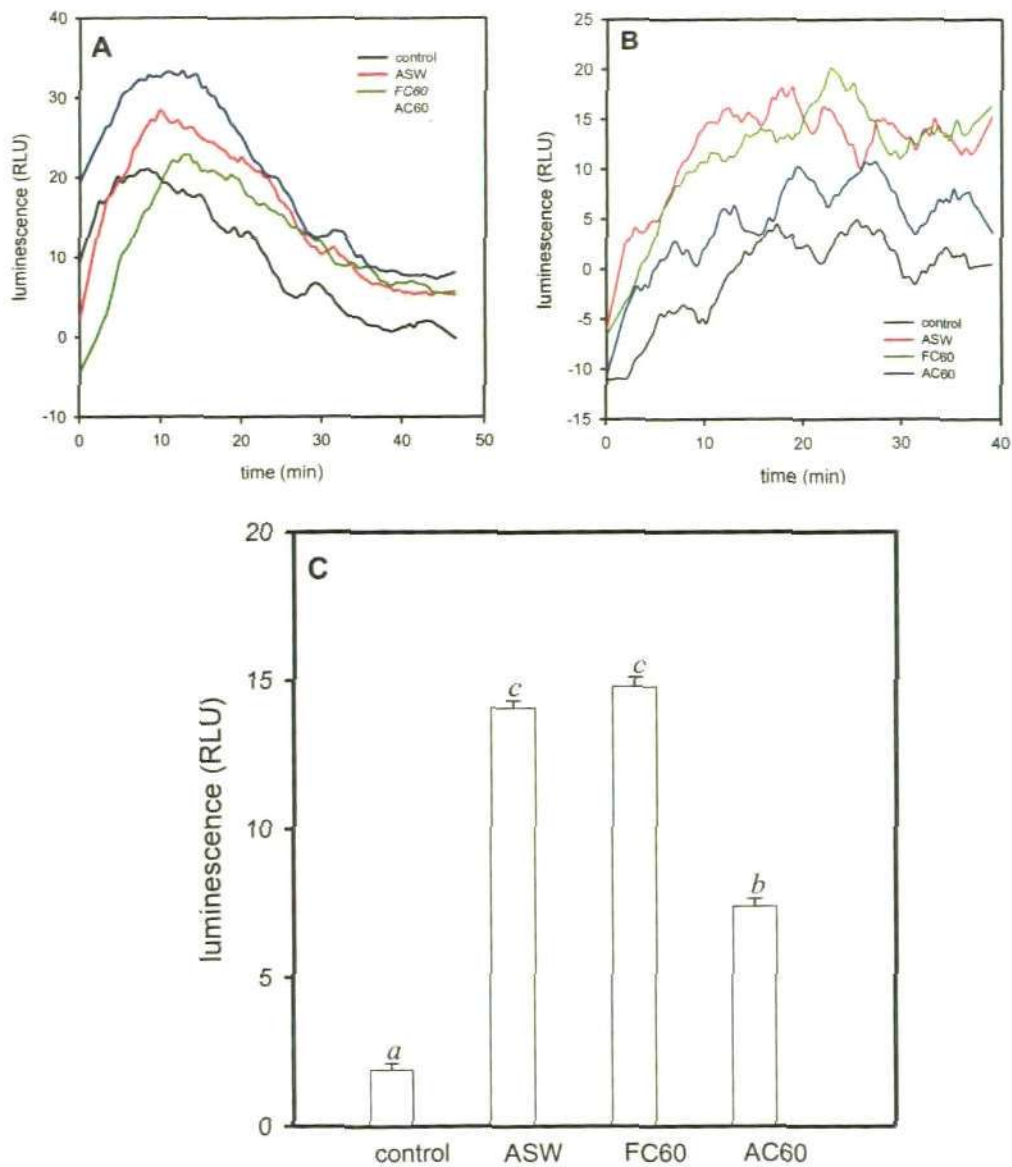 A
control
ASW
FC60
AC60
40
30
20
10
0
-10
luminescence (RLU)
0 10 20 30 40 50
time (min)
B
25
20
15
10
5
0
-5
-10
-15
luminescence (RLU)
control
ASW
FC60
AC60
0 10 20 30 40
time (min)
C
20
15
10
5
0
luminescence (RLU)
a
c
c
b
control ASW FC60 AC60